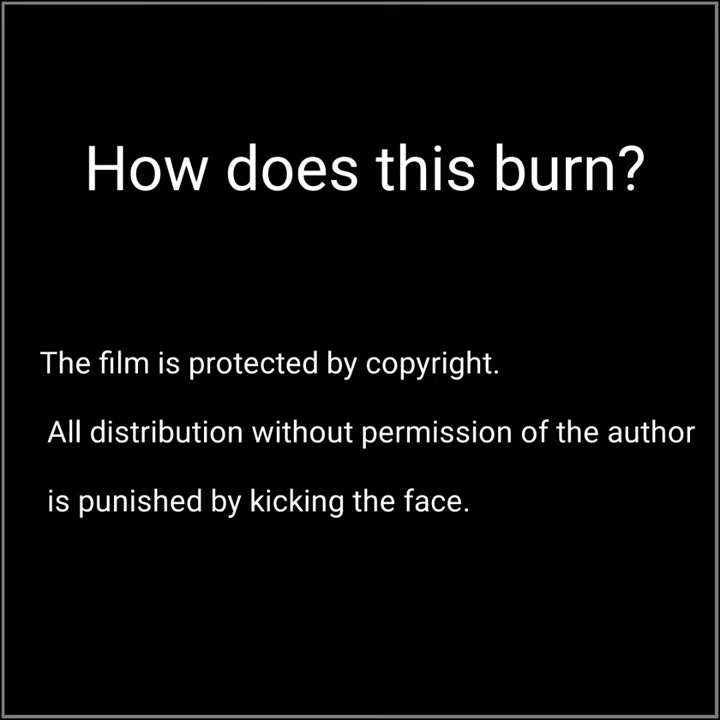 How does this burn?
The film is protected by copyright.
All distribution without permission of the author
is punished by kicking the face.